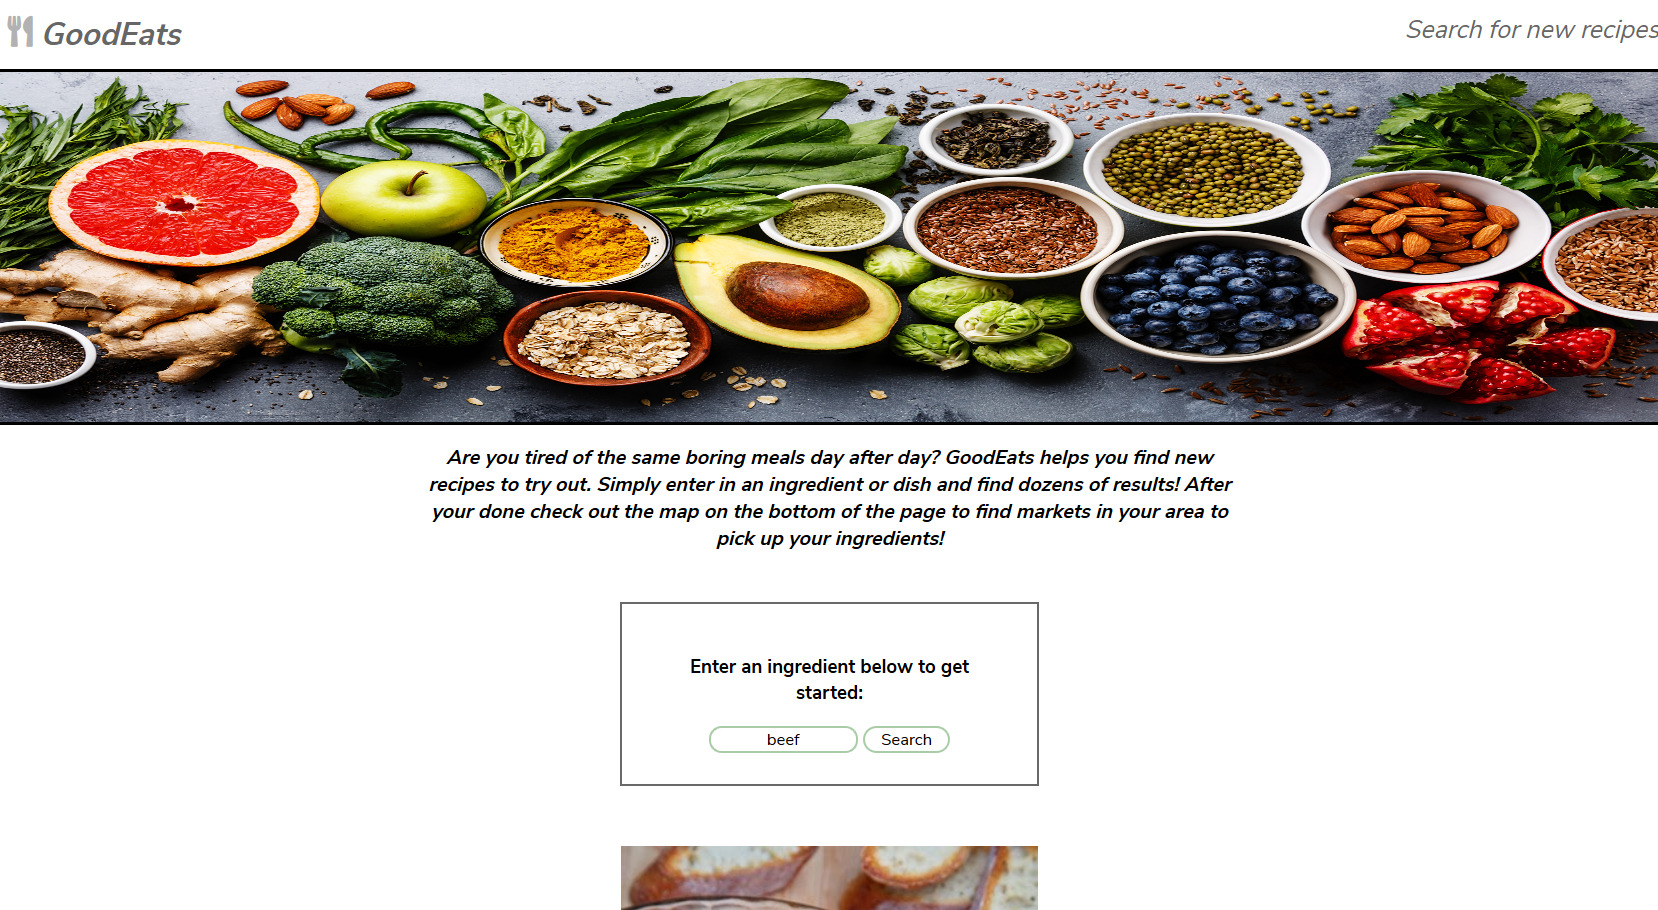 GoodEats
Search for new recipes
Are you tired of the same boring meals day after day? GoodEats helps you find new
recipes to try out. Simply enter in an ingredient or dish and find dozens of results! After
your done check out the map on the bottom of the page to find markets in your area to
pick up your ingredients!
Enter an ingredient below to get
started:
beef
Search